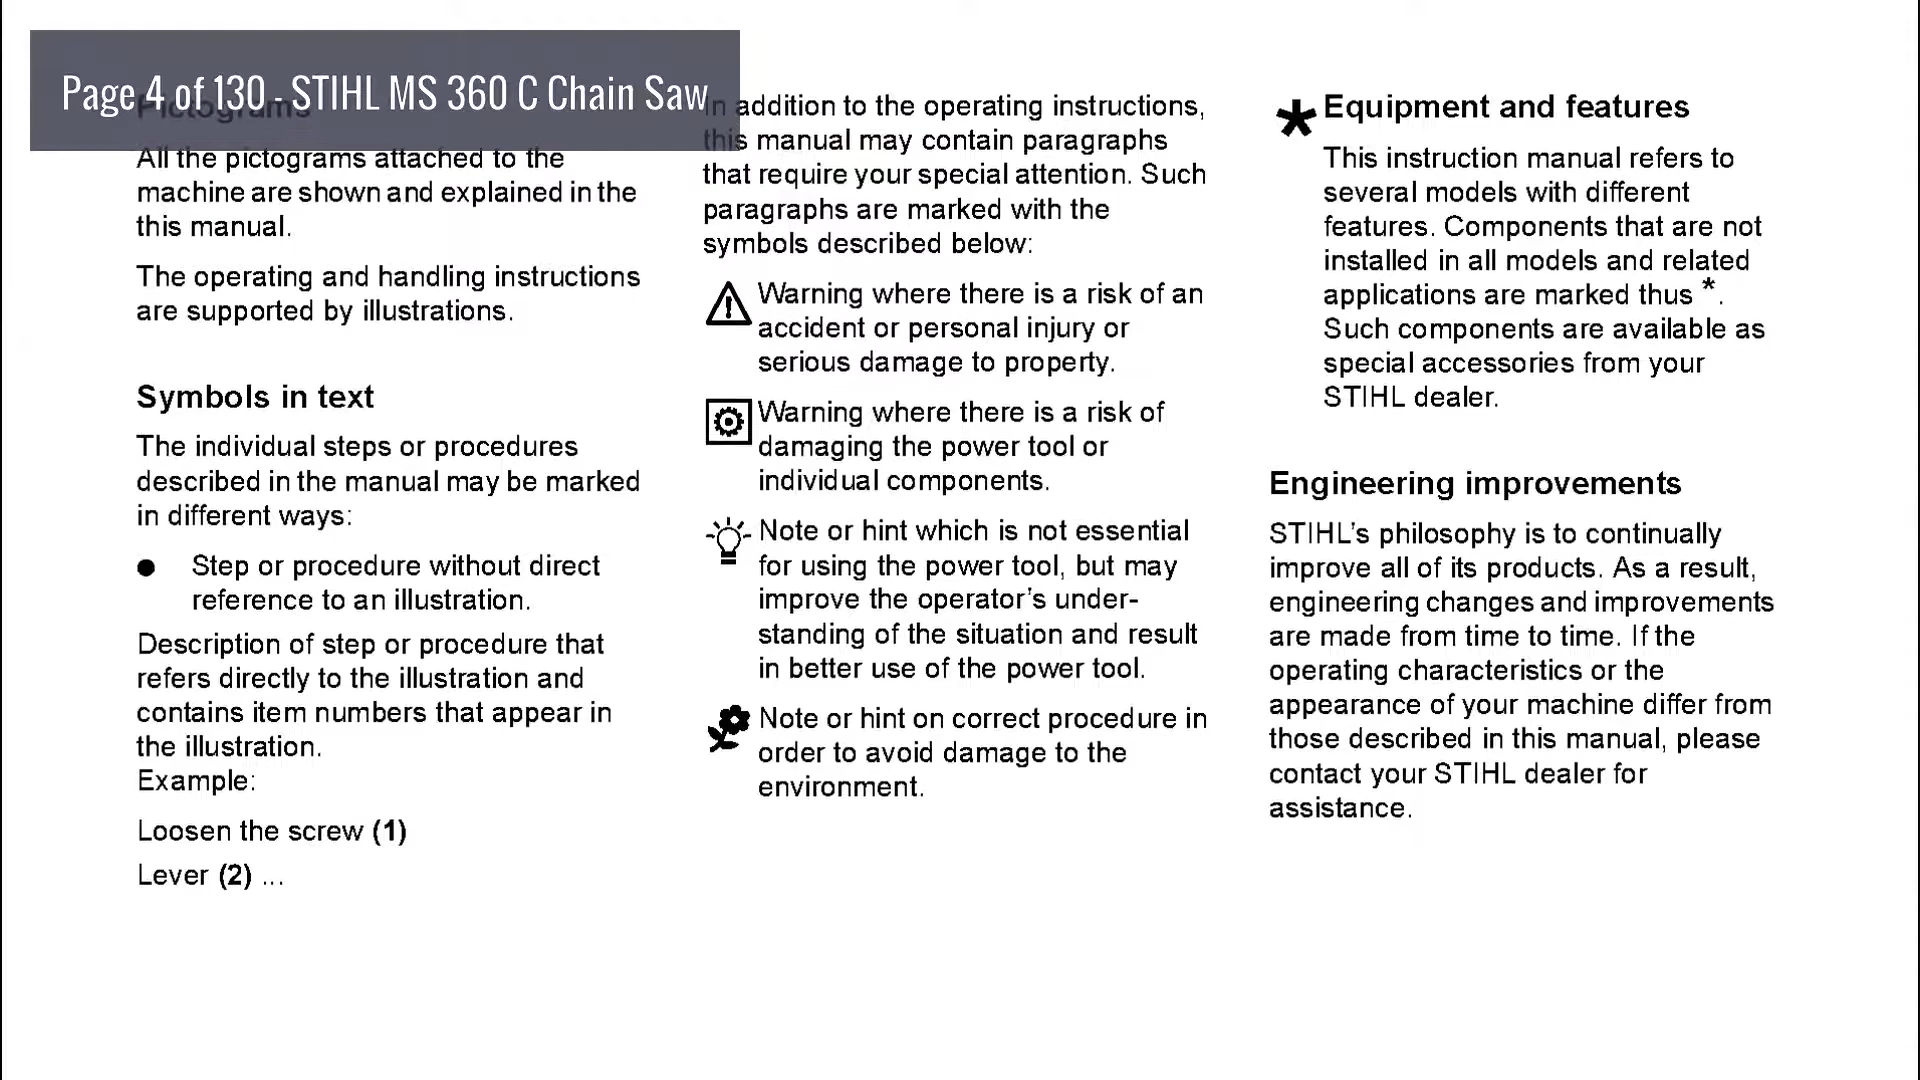 Page 4 of 130 - STIHL MS 360 C Chain Saw
Pictograms
All the pictograms attached to the
machine are shown and explained in the
this manual.
The operating and handling instructions
are supported by illustrations.
Symbols in text
The individual steps or procedures
described in the manual may be marked
in different ways:
● Step or procedure without direct
reference to an illustration.
Description of step or procedure that
refers directly to the illustration and
contains item numbers that appear in
the illustration.
Example:
Loosen the screw (1)
Lever (2) ...
In addition to the operating instructions,
this manual may contain paragraphs
that require your special attention. Such
paragraphs are marked with the
symbols described below:
Warning where there is a risk of an
accident or personal injury or
serious damage to property.
Warning where there is a risk of
damaging the power tool or
individual components.
Note or hint which is not essential
for using the power tool, but may
improve the operator's under-
standing of the situation and result
in better use of the power tool.
Note or hint on correct procedure in
order to avoid damage to the
environment.
* Equipment and features
This instruction manual refers to
several models with different
features. Components that are not
installed in all models and related
applications are marked thus *.
Such components are available as
special accessories from your
STIHL dealer.
Engineering improvements
STIHL's philosophy is to continually
improve all of its products. As a result,
engineering changes and improvements
are made from time to time. If the
operating characteristics or the
appearance of your machine differ from
those described in this manual, please
contact your STIHL dealer for
assistance.